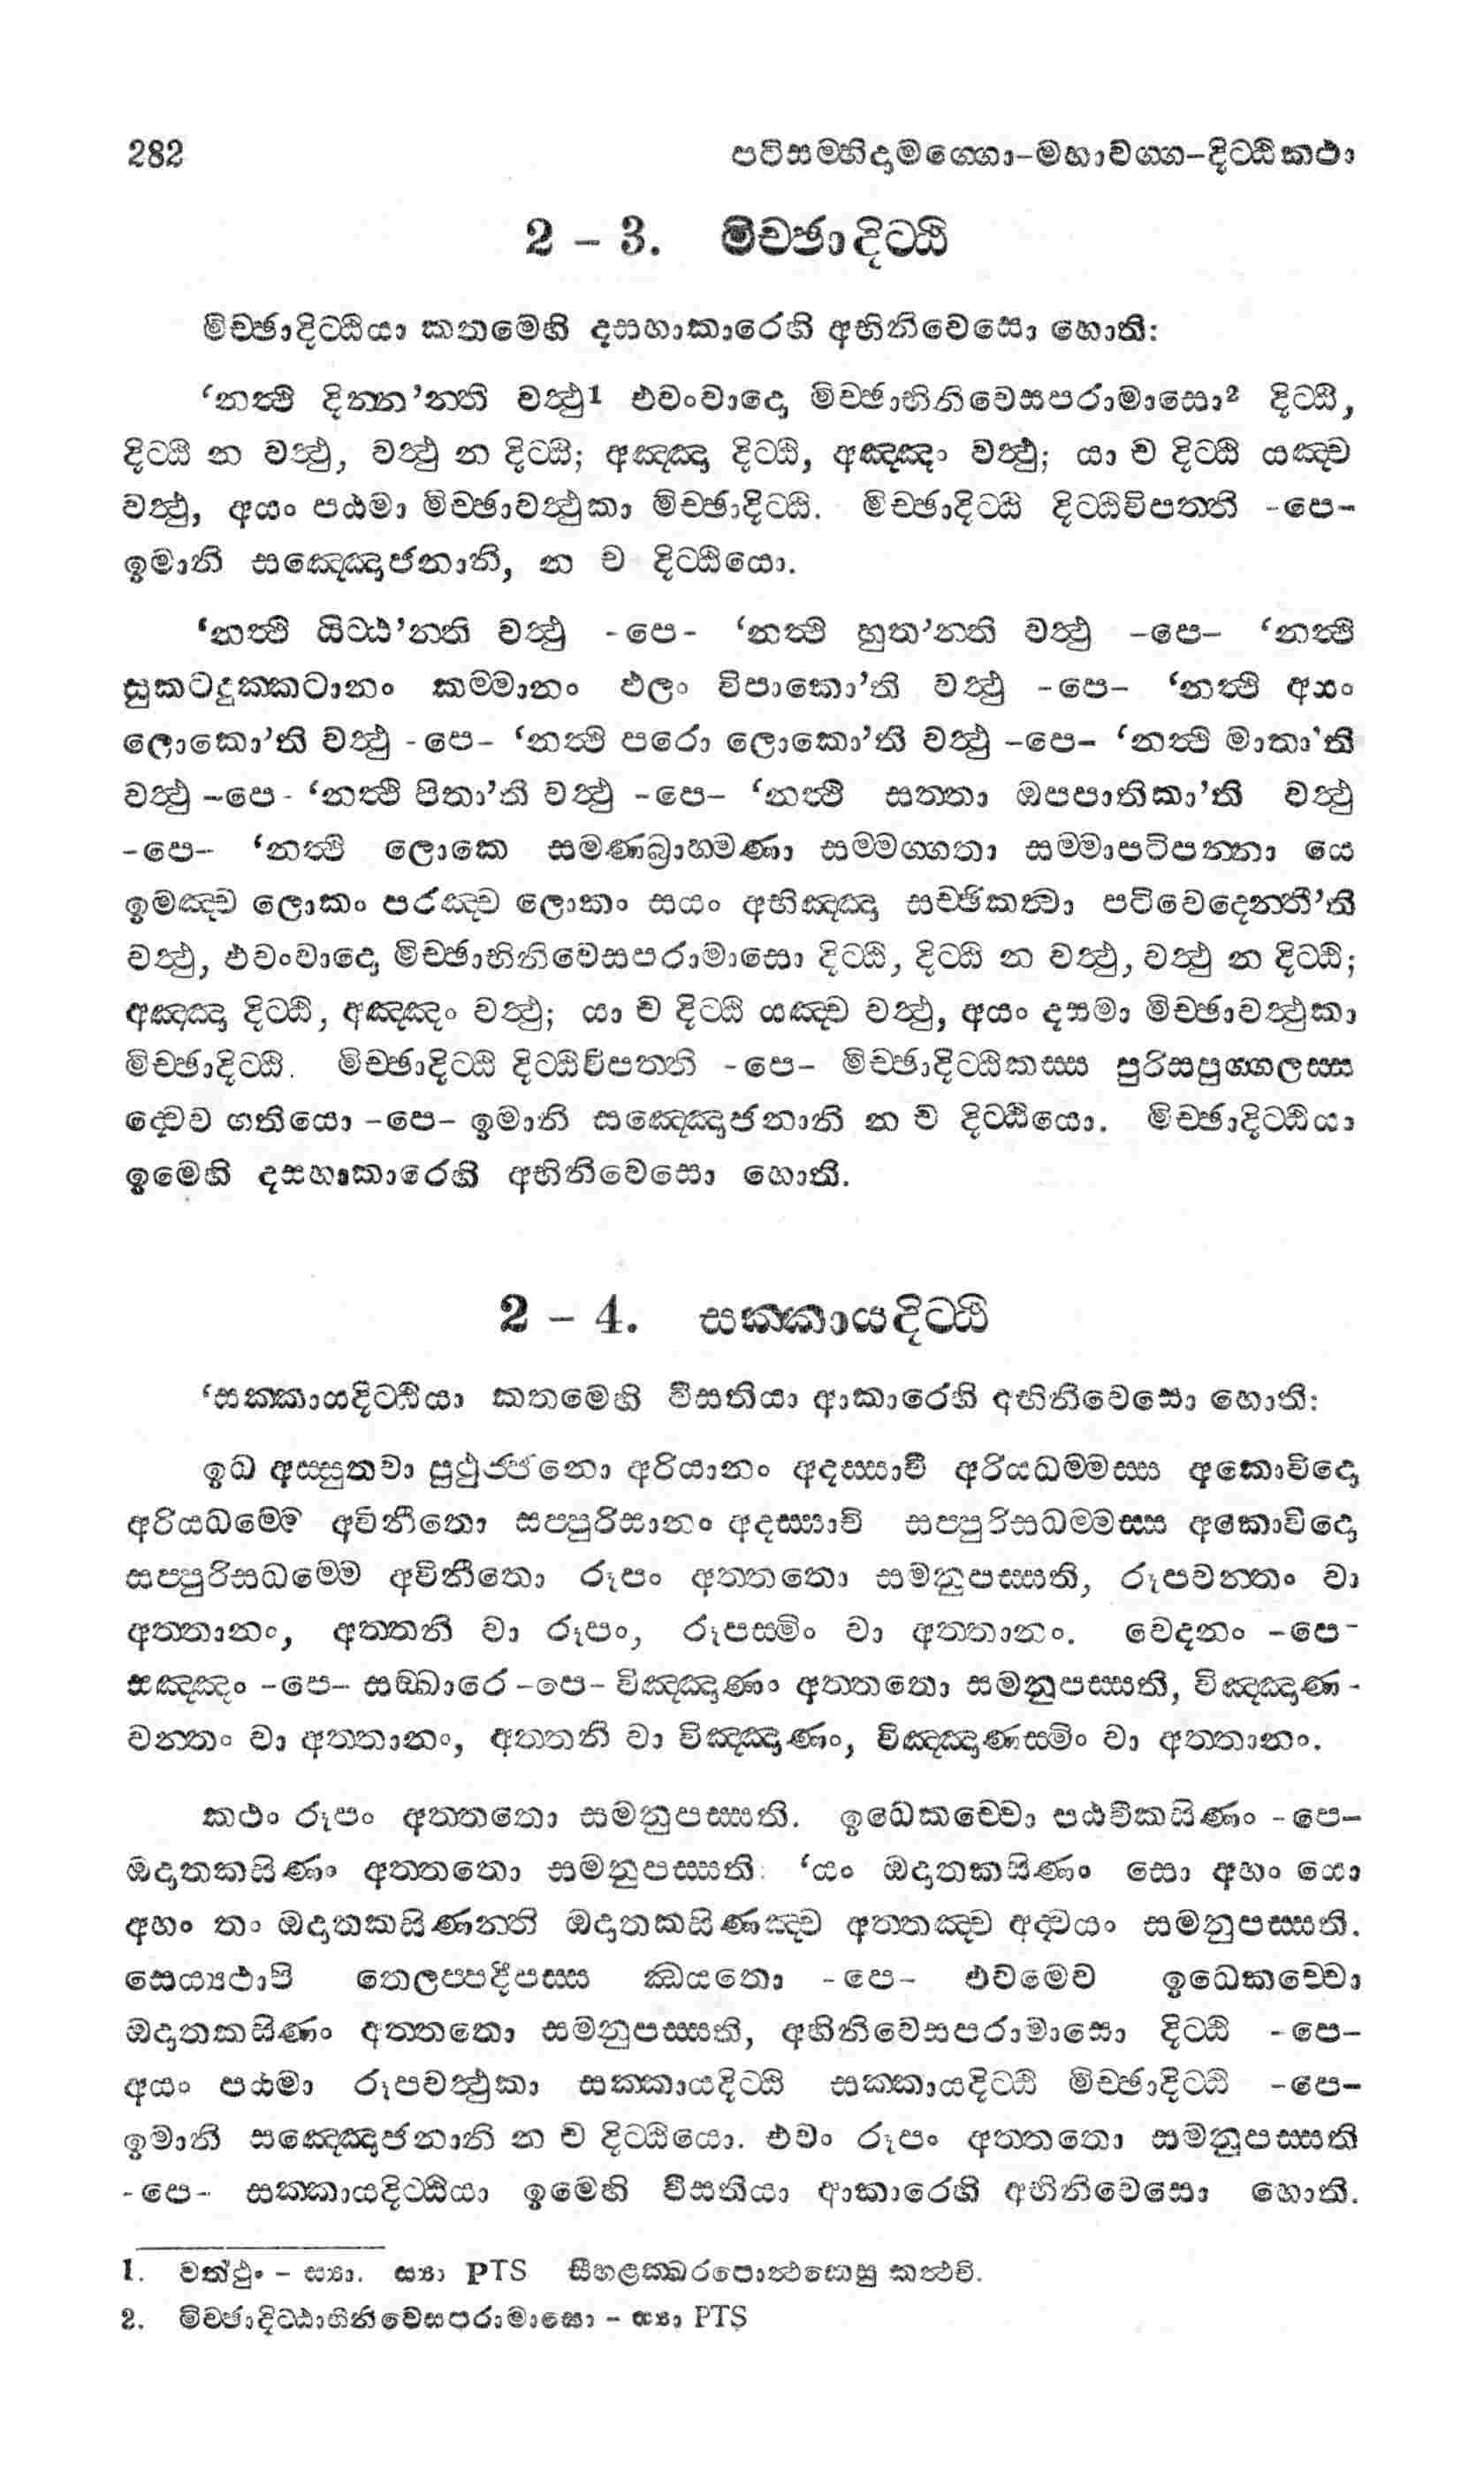 282 පටිසම්භිදාමග්ගො-මහාවග්ග-දිට්ඨිකථා
2 – 3. මිච්ඡාදිට්ඨි
මිච්ඡාදිට්ඨියා කතමෙහි දසහාකාරෙහි අභිනිවෙසො හොති:
‘නත්ථි දින්න’න්ති වත්ථු1 එවංවාදො මිච්ඡාභිනිවෙසපරාමාසො2 දිට්ඨි,
දිට්ඨි න වත්ථු, වත්ථු න දිට්ඨි; අඤ්ඤා දිට්ඨි, අඤ්ඤං වත්ථු; යා ච දිට්ඨි යඤ්ච
වත්ථු, අයං පඨමා මිච්ඡාවත්ථුකා මිච්ඡාදිට්ඨි. මිච්ඡාදිට්ඨි දිට්ඨිවිපත්ති -පෙ-
ඉමානි සඤ්ඤොජනානි, න ච දිට්ඨියො.
‘නත්ථි යිට්ඨ’න්ති වත්ථු -පෙ- ‘නත්ථි හුත’න්ති වත්ථු –පෙ– ‘නත්ථි
සුකටදුක්කටානං කම්මානං ඵලං විපාකො’ති වත්ථු -පෙ– ‘නත්ථි අයං
ලොකො’ති වත්ථු -පෙ– ‘නත්ථි පරො ලොකො’ති වත්ථු –පෙ– ‘නත්ථි මාතා’ති
වත්ථු –පෙ- ‘නත්ථි පිතා’ති වත්ථු -පෙ– ‘නත්ථි සත්තා ඔපපාතිකා’ති වත්ථු
-පෙ– ‘නත්ථි ලොකෙ සමණබ්‍රාහ්මණා සම්මග්ගතා සම්මාපටිපන්නා යෙ
ඉමඤ්ච ලොකං පරඤ්ච ලොකං සයං අභිඤ්ඤා සච්ඡිකත්වා පටිවෙදෙන්තී’ති
වත්ථු, එවංවාදො මිච්ඡාභිනිවෙසපරාමාසො දිට්ඨි, දිට්ඨි න වත්ථු, වත්ථු න දිට්ඨි;
අඤ්ඤා දිට්ඨි, අඤ්ඤං වත්ථු; යා ච දිට්ඨි යඤ්ච වත්ථු, අයං දසමා මිච්ඡාවත්ථුකා
මිච්ඡාදිට්ඨි. මිච්ඡාදිට්ඨි දිට්ඨිවිපත්ති -පෙ– මිච්ඡාදිට්ඨිකස්ස පුරිසපුග්ගලස්ස
ද්වෙව ගතියො –පෙ– ඉමානි සඤ්ඤොජනානි න ච දිට්ඨියො. මිච්ඡාදිට්ඨියා
ඉමෙහි දසහාකාරෙහි අභිනිවෙසො හොති.
2 – 4. සක්කායදිට්ඨි
‘සක්කායදිට්ඨියා කතමෙහි වීසතියා ආකාරෙහි අභිනිවෙසො හොති:
ඉධ අස්සුතවා පුථුජ්ජනො අරියානං අදස්සාවී අරියධම්මස්ස අකොවිදො
අරියධම්මෙ අවිනීතො සප්පුරිසානං අදස්සාවී සප්පුරිසධම්මස්ස අකොවිදො
සප්පුරිසධම්මෙ අවිනීතො රූපං අත්තතො සමනුපස්සති, රූපවන්තං වා
අත්තානං, අත්තනි වා රූපං, රූපස්මිං වා අත්තානං. වෙදනං –පෙ-
සඤ්ඤං –පෙ– සඞ්ඛාරෙ –පෙ– විඤ්ඤාණං අත්තතො සමනුපස්සති, විඤ්ඤාණ-
වන්තං වා අත්තානං, අත්තනි වා විඤ්ඤාණං, විඤ්ඤාණස්මිං වා අත්තානං.
කථං රූපං අත්තතො සමනුපස්සති. ඉධෙකච්චො පඨවීකසිණං -පෙ–
ඔදාතකසිණං අත්තතො සමනුපස්සති: ‘යං ඔදාතකසිණං සො අහං යො
අහං තං ඔදාතකසිණන්ති ඔදාතකසිණඤ්ච අත්තඤ්ච අද්වයං සමනුපස්සති.
සෙය්‍යථාපි තෙලප්පදීපස්ස ඣායතො -පෙ– එවමෙව ඉධෙකච්චො
ඔදාතකසිණං අත්තතො සමනුපස්සති, අභිනිවෙසපරාමාසො දිට්ඨි -පෙ–
අයං පඨමා රූපවත්ථුකා සක්කායදිට්ඨි සක්කායදිට්ඨි මිච්ඡාදිට්ඨි -පෙ–
ඉමානි සඤ්ඤොජනානි න ච දිට්ඨියො. එවං රූපං අත්තතො සමනුපස්සති
-පෙ- සක්කායදිට්ඨියා ඉමෙහි වීසතියා ආකාරෙහි අභිනිවෙසො හොති.
1. වත්ථුං – ස්‍යා. ස්‍යා PTS සීහළක්ඛරපොත්ථකෙසු කත්ථචි.
2. මිච්ඡාදිට්ඨාභිනිවෙසපරාමාසො – ස්‍යා PTS